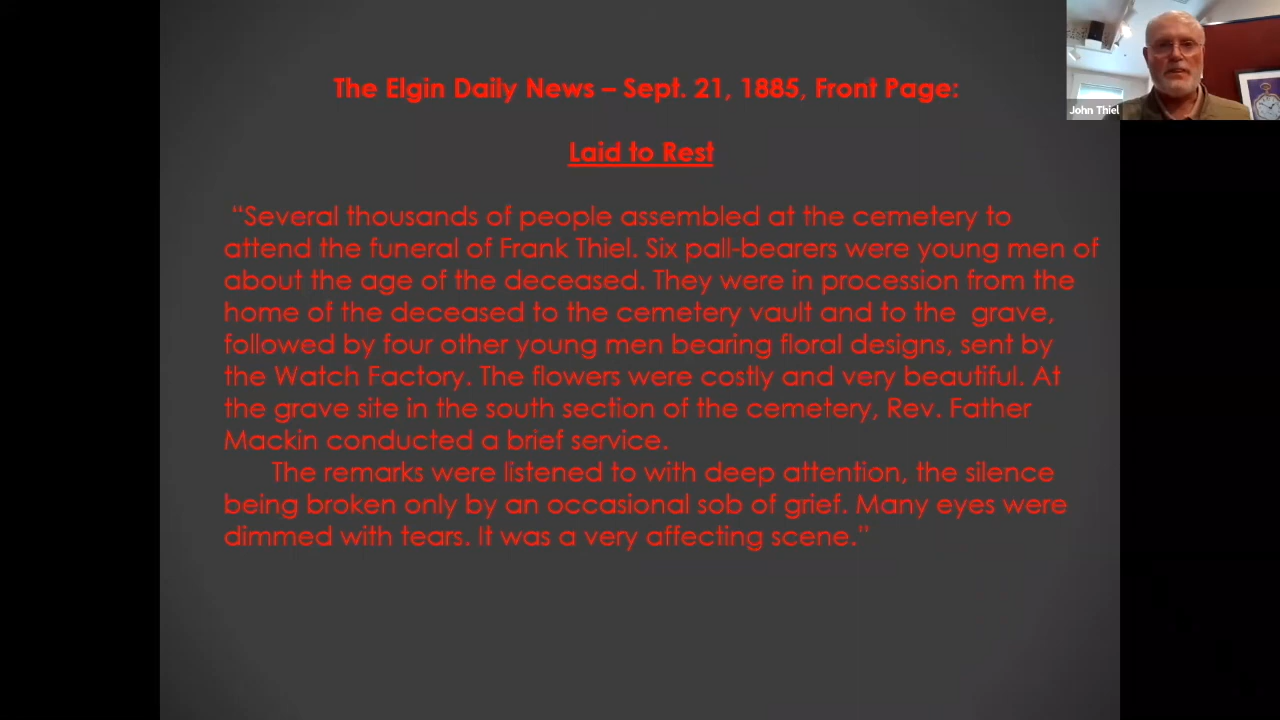 The Elgin Daily News – Sept. 21, 1885, Front Page:
Laid to Rest
“Several thousands of people assembled at the cemetery to
attend the funeral of Frank Thiel. Six pall-bearers were young men of
about the age of the deceased. They were in procession from the
home of the deceased to the cemetery vault and to the  grave,
followed by four other young men bearing floral designs, sent by
the Watch Factory. The flowers were costly and very beautiful. At
the grave site in the south section of the cemetery, Rev. Father
Mackin conducted a brief service.
The remarks were listened to with deep attention, the silence
being broken only by an occasional sob of grief. Many eyes were
dimmed with tears. It was a very affecting scene.”
John Thiel